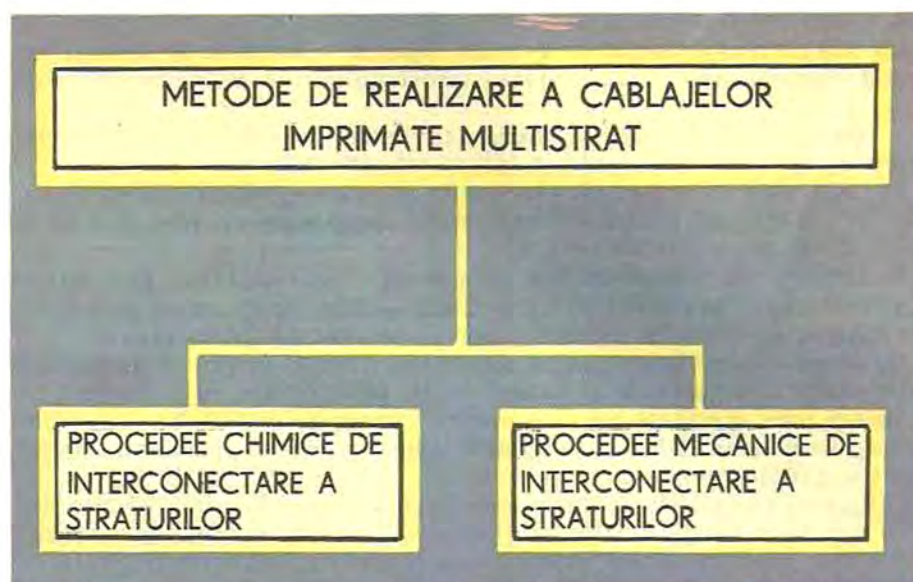 METODE DE REALIZARE A CABLAJELOR
IMPRIMATE MULTISTRAT
PROCEDEE CHIMICE DE
INTERCONECTARE A
STRATURILOR
PROCEDEE MECANICE DE
INTERCONECTARE A
STRATURILOR